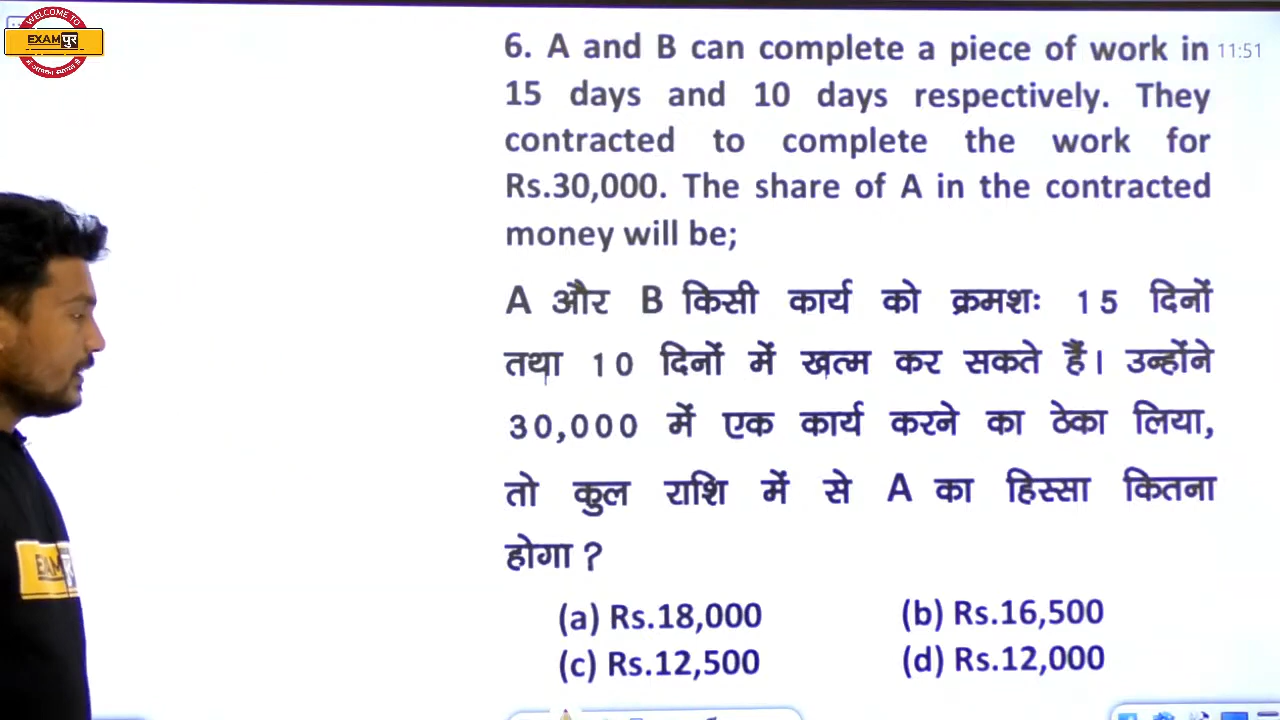 WELCOME TO
EXAM पुर
6. A and B can complete a piece of work in
11:51
15 days and 10 days respectively. They
contracted to complete the work for
Rs.30,000. The share of A in the contracted
money will be;
A और B किसी कार्य को क्रमशः 15 दिनों
तथा 10 दिनों में खत्म कर सकते हैं। उन्होंने
30,000 में एक कार्य करने का ठेका लिया,
तो कुल राशि में से A का हिस्सा कितना
होगा ?
(a) Rs.18,000 (b) Rs.16,500
(c) Rs.12,500 (d) Rs.12,000
EXAM पुर